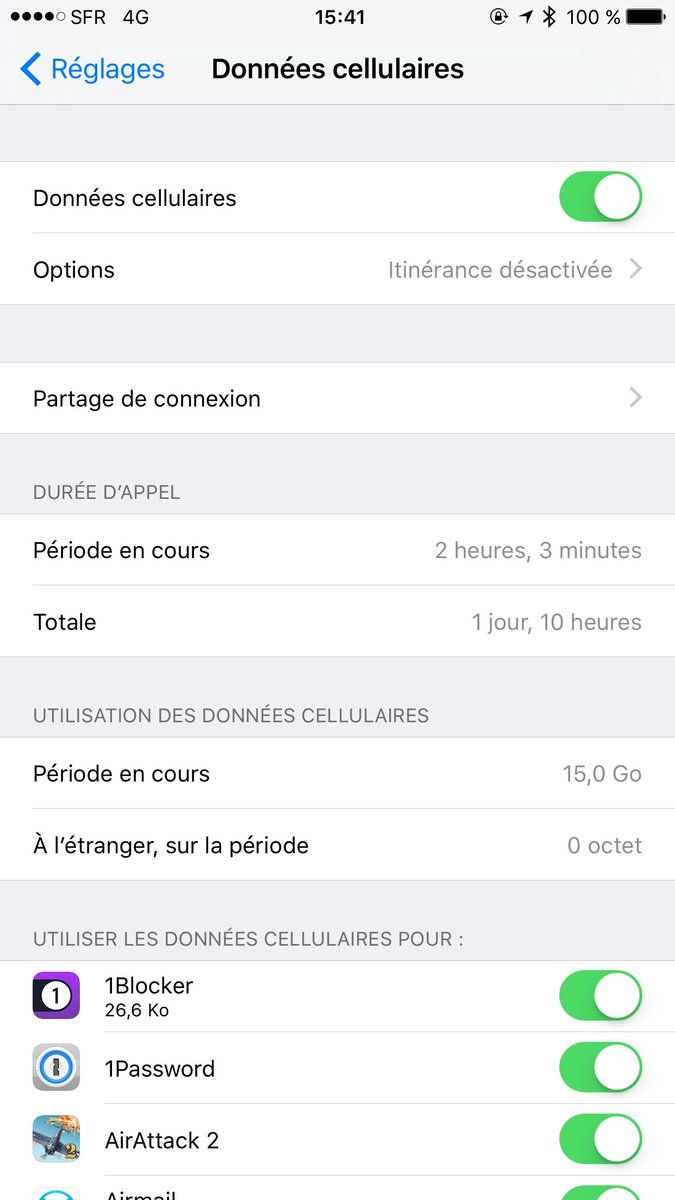 SFR 4G 15:41 100 %
Réglages Données cellulaires
Données cellulaires
Options Itinérance désactivée
Partage de connexion
DURÉE D’APPEL
Période en cours 2 heures, 3 minutes
Totale 1 jour, 10 heures
UTILISATION DES DONNÉES CELLULAIRES
Période en cours 15,0 Go
À l’étranger, sur la période 0 octet
UTILISER LES DONNÉES CELLULAIRES POUR :
1Blocker
26,6 Ko
1Password
AirAttack 2
Airmail